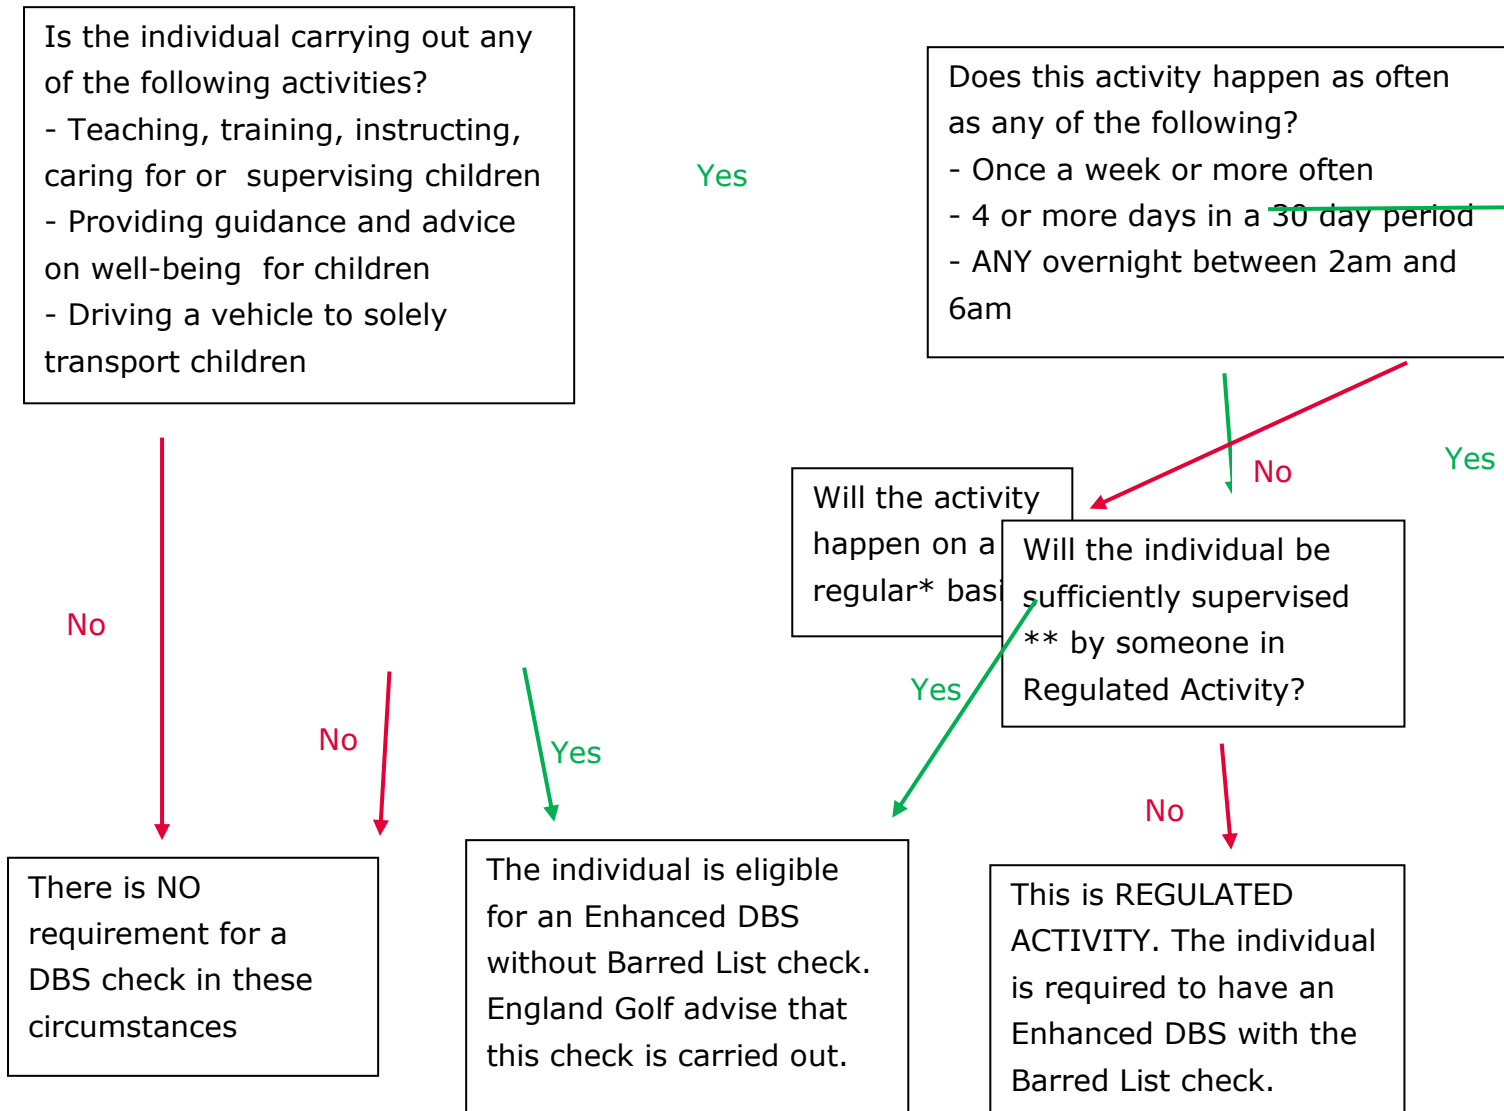 Is the individual carrying out any
of the following activities?
- Teaching, training, instructing,
caring for or  supervising children
- Providing guidance and advice
on well-being  for children
- Driving a vehicle to solely
transport children
Yes
Does this activity happen as often
as any of the following?
- Once a week or more often
- 4 or more days in a 30 day period
- ANY overnight between 2am and
6am
No
Yes
Will the activity
happen on a
regular* basi
Will the individual be
sufficiently supervised
** by someone in
Regulated Activity?
No
Yes
No
Yes
No
There is NO
requirement for a
DBS check in these
circumstances
The individual is eligible
for an Enhanced DBS
without Barred List check.
England Golf advise that
this check is carried out.
This is REGULATED
ACTIVITY. The individual
is required to have an
Enhanced DBS with the
Barred List check.